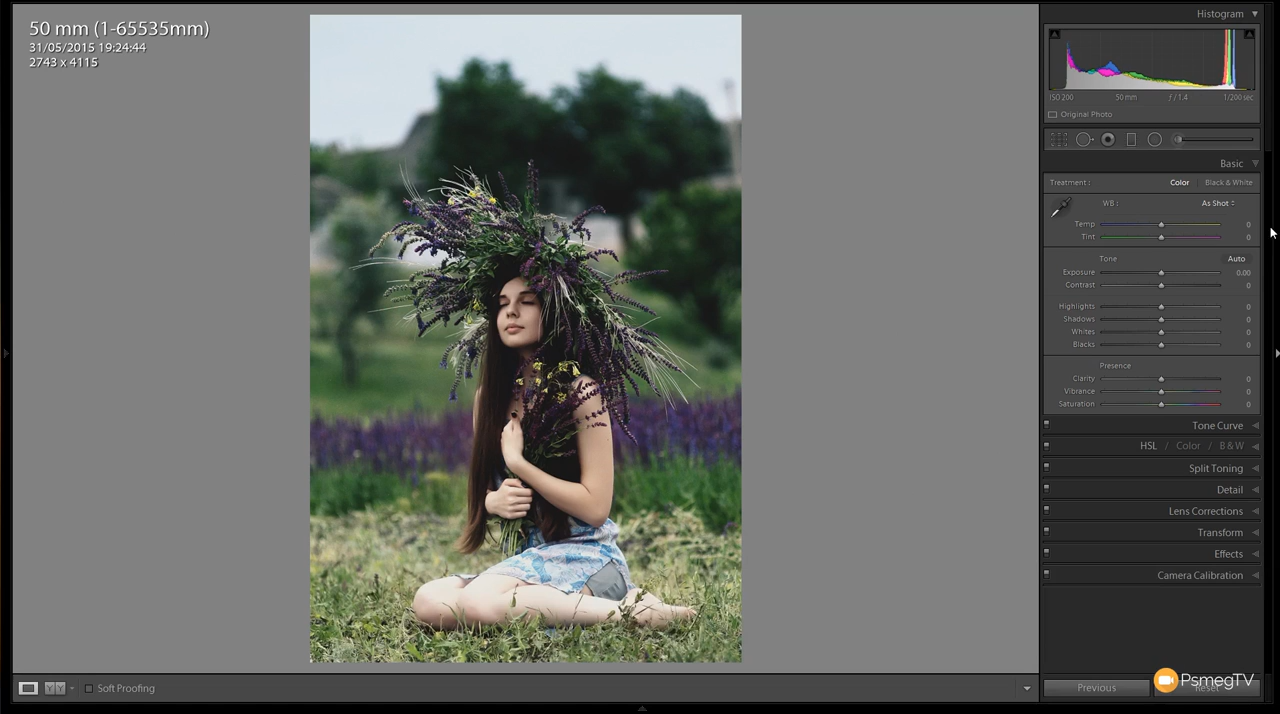 50 mm (1-65535mm)
31/05/2015 19:24:44
2743 x 4115
Histogram
ISO 200 50 mm ƒ / 1.4 1/200 sec
Original Photo
Basic
Treatment : Color Black & White
WB : As Shot
Temp 0
Tint 0
Tone Auto
Exposure 0.00
Contrast 0
Highlights 0
Shadows 0
Whites 0
Blacks 0
Presence
Clarity 0
Vibrance 0
Saturation 0
Tone Curve
HSL / Color / B & W
Split Toning
Detail
Lens Corrections
Transform
Effects
Camera Calibration
Soft Proofing
Previous
Reset
PsmegTV
YY